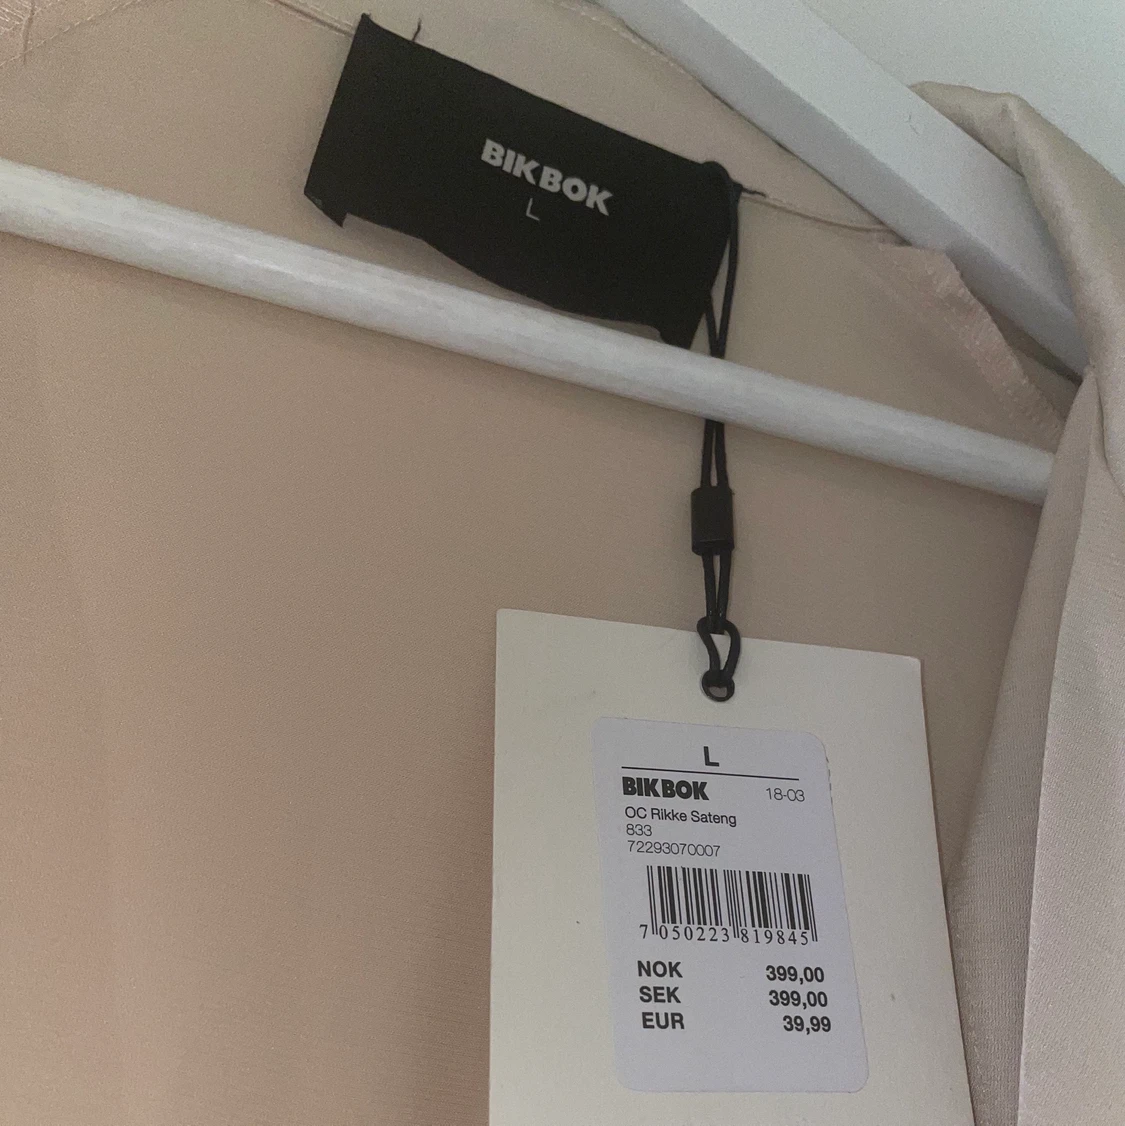 BIKBOK
L
L
BIKBOK 18-03
OC Rikke Sateng
833
72293070007
7 050223 819845
NOK 399,00
SEK 399,00
EUR 39,99